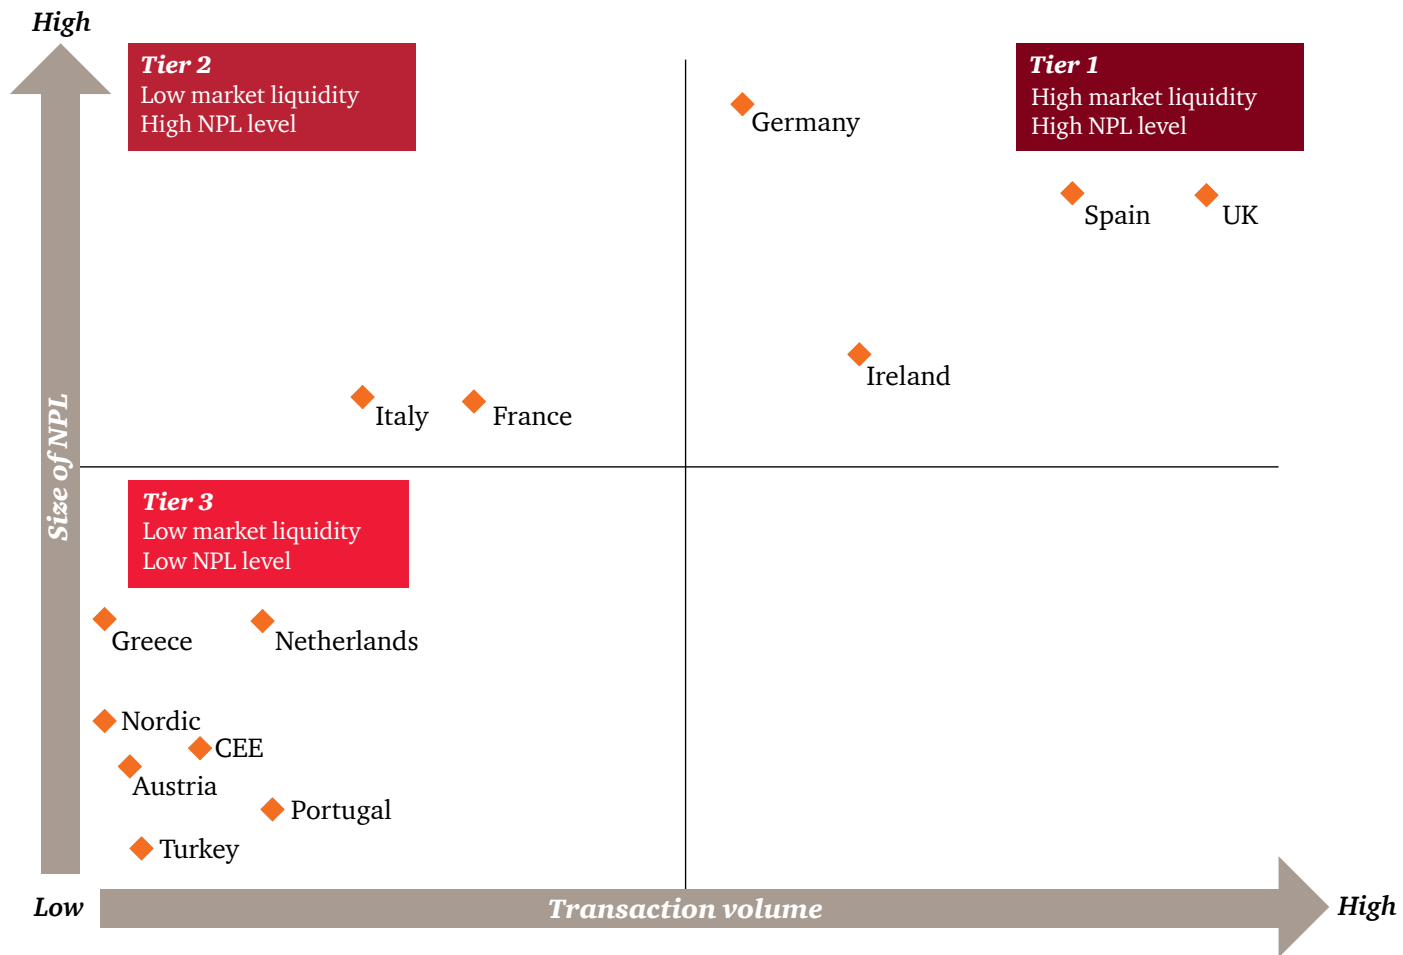 High
Tier 2
Low market liquidity
High NPL level
Tier 1
High market liquidity
High NPL level
Germany
Spain
UK
Ireland
Italy
France
Size of NPL
Tier 3
Low market liquidity
Low NPL level
Greece
Netherlands
Nordic
CEE
Austria
Portugal
Turkey
Low
Transaction volume
High